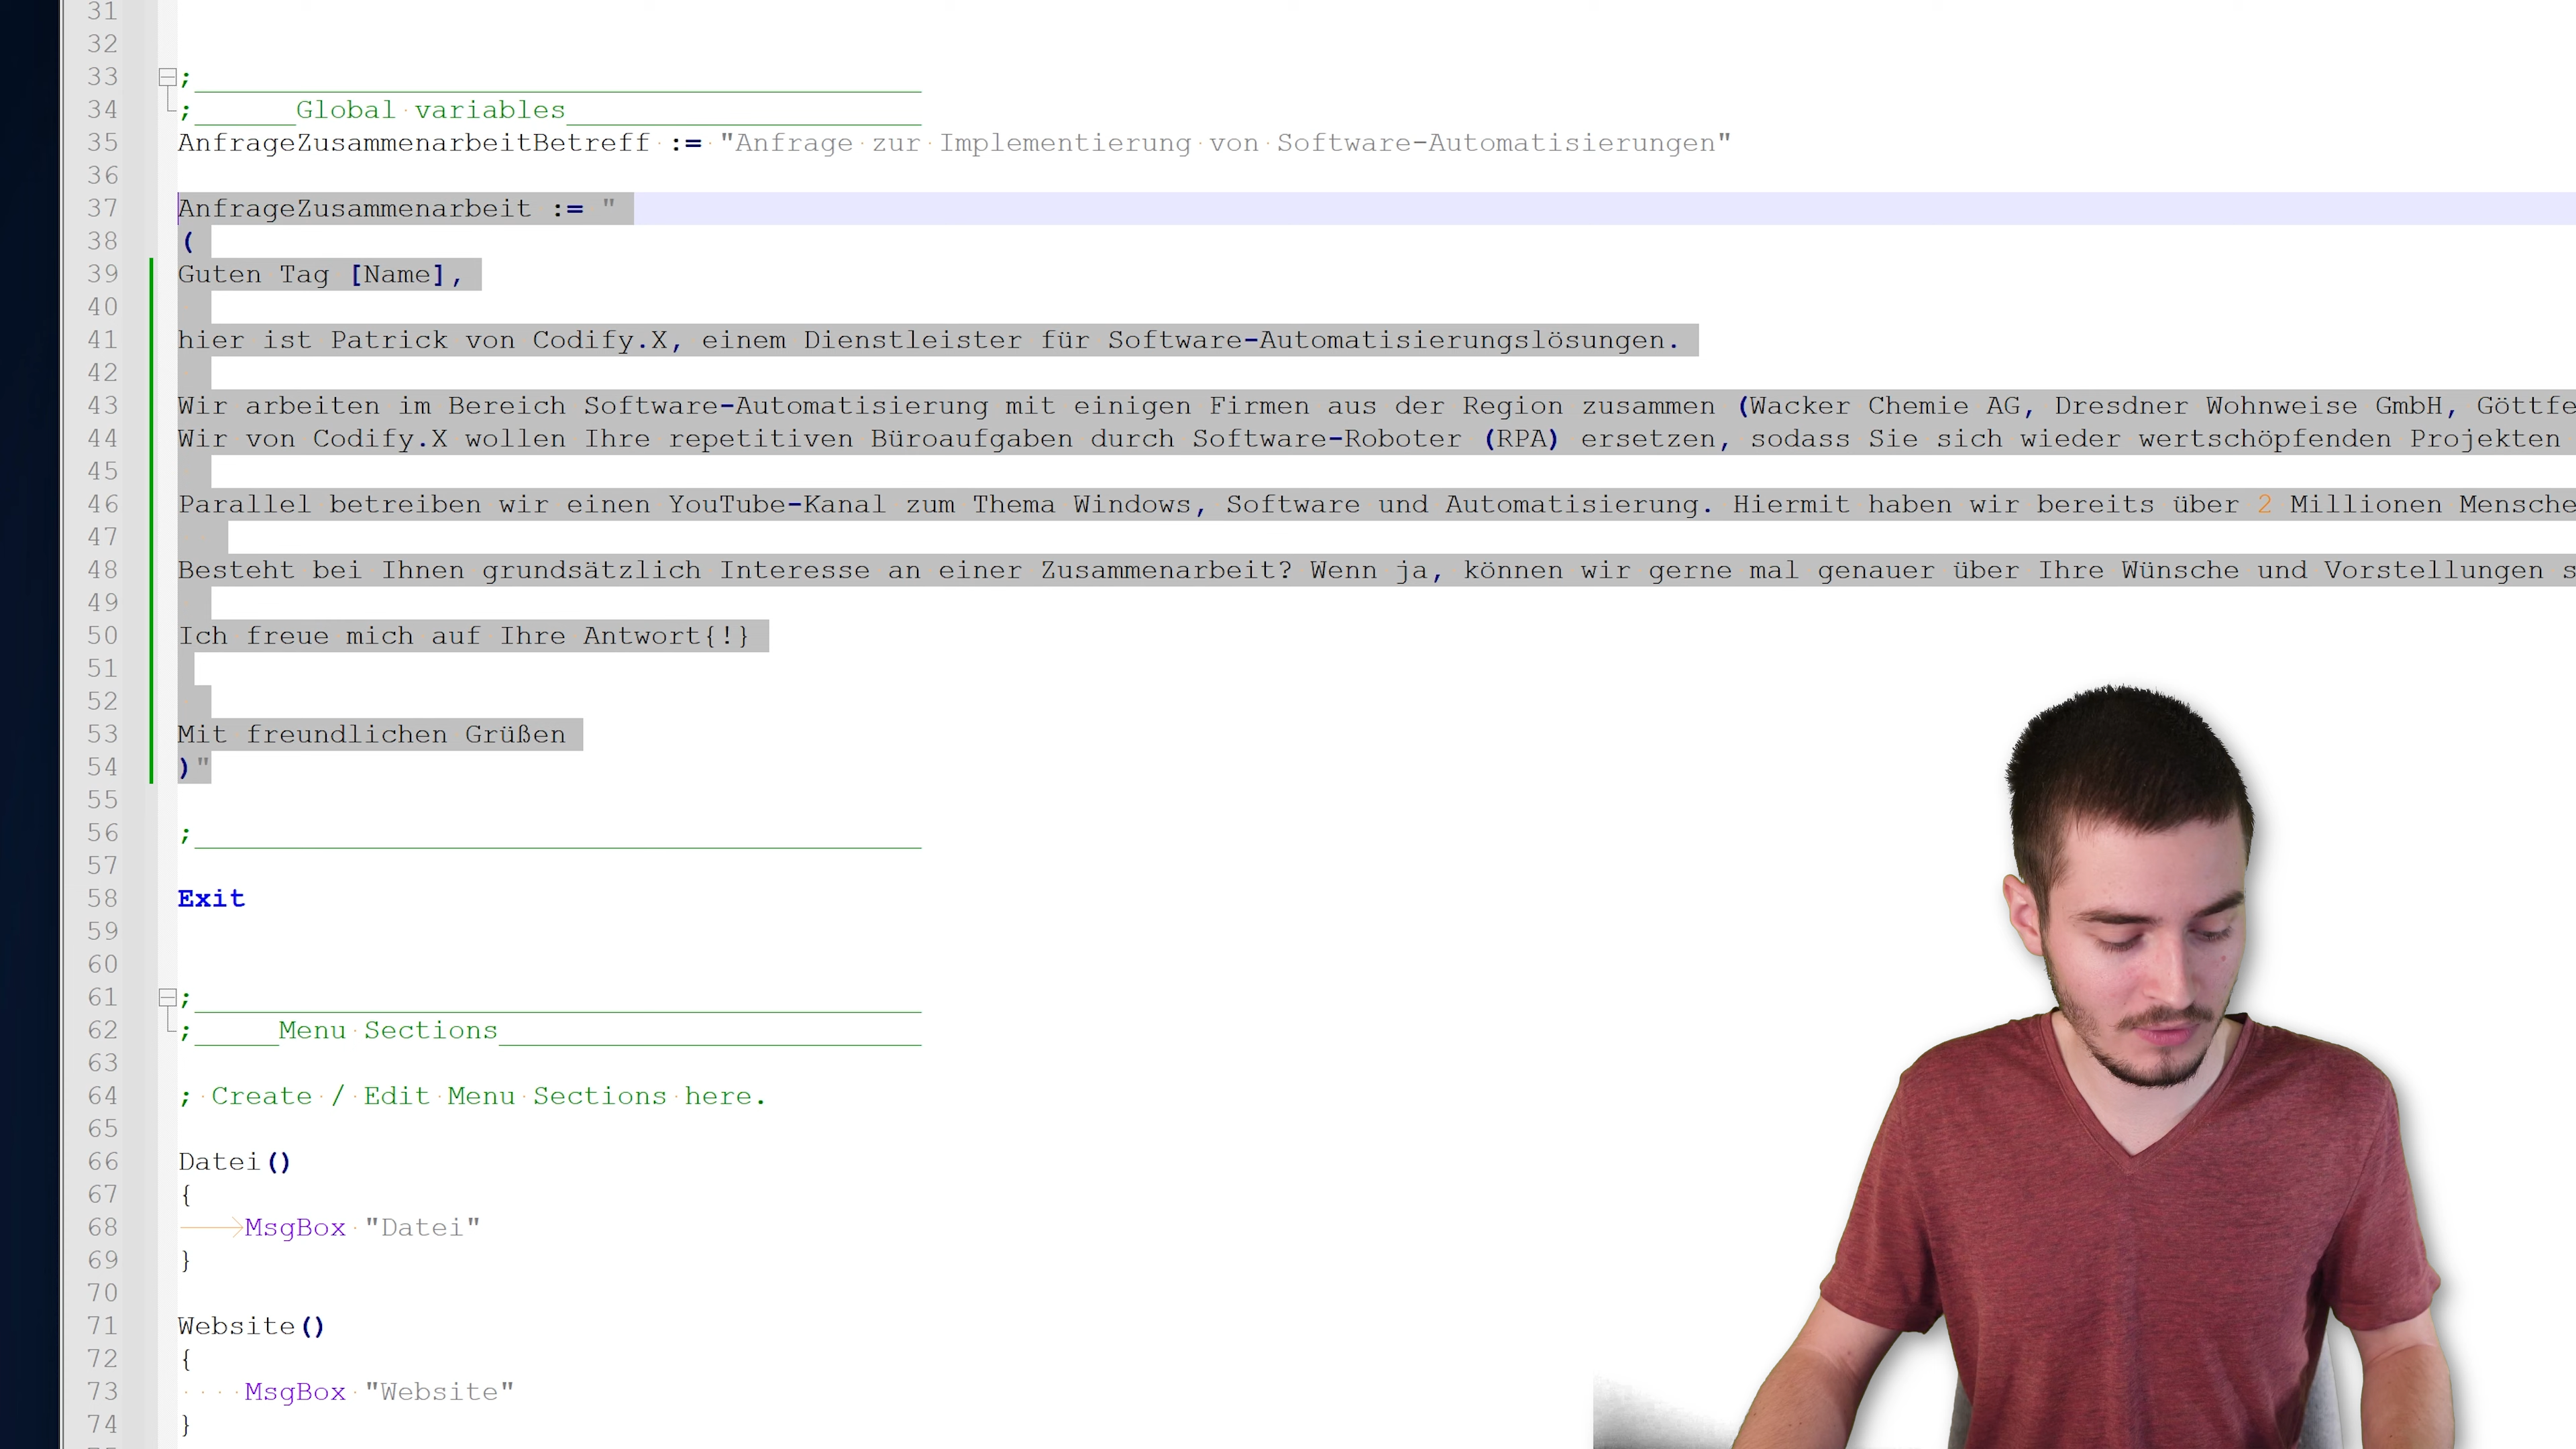 31
32
33 ;
34 ;______Global variables
35 AnfrageZusammenarbeitBetreff := "Anfrage zur Implementierung von Software-Automatisierungen"
36
37 AnfrageZusammenarbeit := "
38 (
39 Guten Tag [Name],
40
41 hier ist Patrick von Codify.X, einem Dienstleister für Software-Automatisierungslösungen.
42
43 Wir arbeiten im Bereich Software-Automatisierung mit einigen Firmen aus der Region zusammen (Wacker Chemie AG, Dresdner Wohnweise GmbH,
44 Wir von Codify.X wollen Ihre repetitiven Büroaufgaben durch Software-Roboter (RPA) ersetzen, sodass Sie sich wieder wertschöpfenden Projekten
45
46 Parallel betreiben wir einen YouTube-Kanal zum Thema Windows, Software und Automatisierung. Hiermit haben wir bereits über 2 Millionen
47
48 Besteht bei Ihnen grundsätzlich Interesse an einer Zusammenarbeit? Wenn ja, können wir gerne mal genauer über Ihre Wünsche und Vorstellungen
49
50 Ich freue mich auf Ihre Antwort{!}
51
52
53 Mit freundlichen Grüßen
54 )"
55
56 ;
57
58 Exit
59
60
61 ;
62 ;_____Menu Sections
63
64 ; Create / Edit Menu Sections here.
65
66 Datei()
67 {
68 MsgBox "Datei"
69 }
70
71 Website()
72 {
73 MsgBox "Website"
74 }